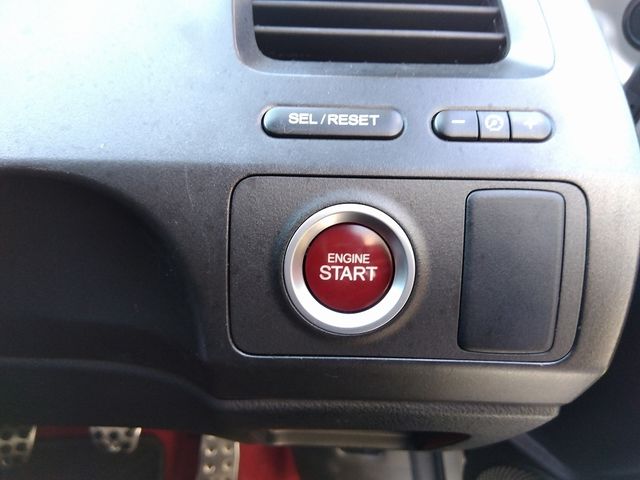 SEL/RESET
- +
ENGINE
START